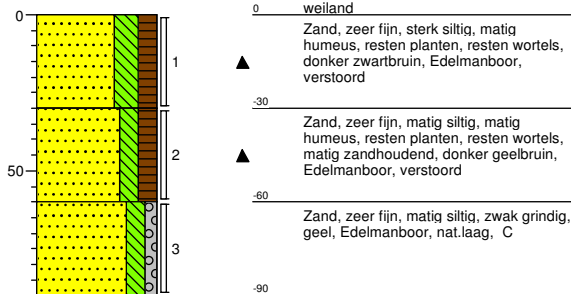 0
0
weiland
Zand, zeer fijn, sterk siltig, matig
humeus, resten planten, resten wortels,
donker zwartbruin, Edelmanboor,
verstoord
1
-30
Zand, zeer fijn, matig siltig, matig
humeus, resten planten, resten wortels,
matig zandhoudend, donker geelbruin,
Edelmanboor, verstoord
2
50
-60
Zand, zeer fijn, matig siltig, zwak grindig,
geel, Edelmanboor, nat.laag, C
3
-90